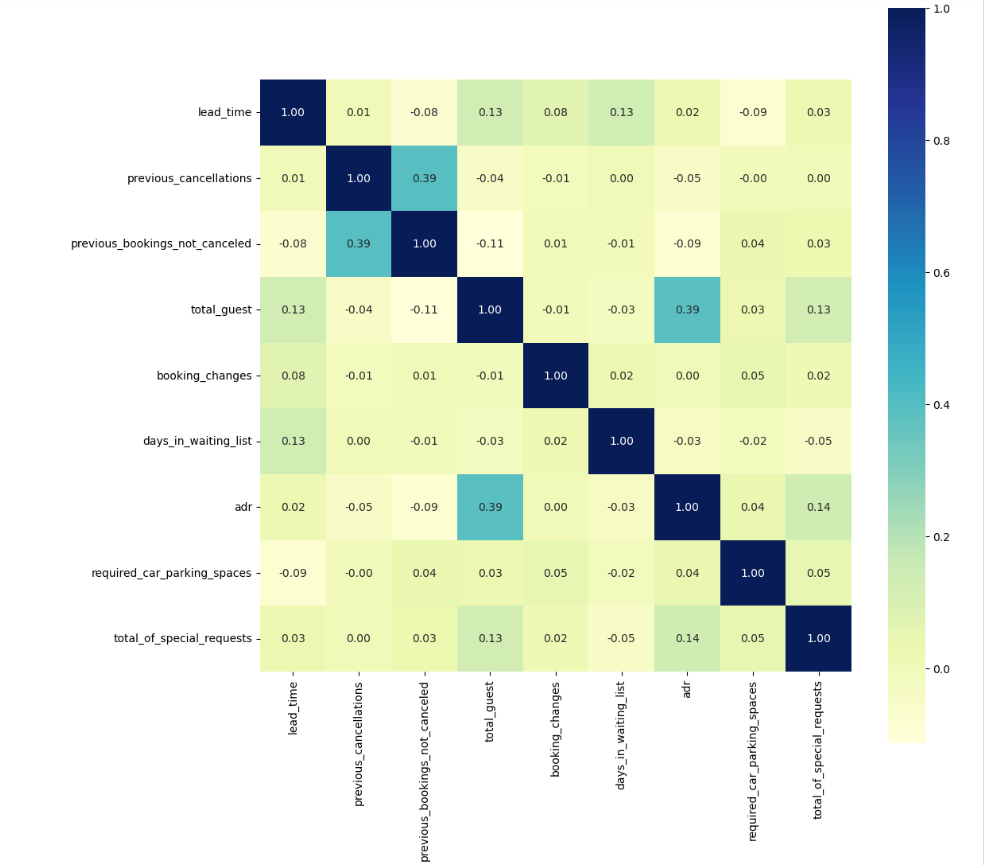 1.0
lead_time 1.00 0.01 -0.08 0.13 0.08 0.13 0.02 -0.09 0.03
0.8
previous_cancellations 0.01 1.00 0.39 -0.04 -0.01 0.00 -0.05 -0.00 0.00
previous_bookings_not_canceled -0.08 0.39 1.00 -0.11 0.01 -0.01 -0.09 0.04 0.03
0.6
total_guest 0.13 -0.04 -0.11 1.00 -0.01 -0.03 0.39 0.03 0.13
booking_changes 0.08 -0.01 0.01 -0.01 1.00 0.02 0.00 0.05 0.02
0.4
days_in_waiting_list 0.13 0.00 -0.01 -0.03 0.02 1.00 -0.03 -0.02 -0.05
adr 0.02 -0.05 -0.09 0.39 0.00 -0.03 1.00 0.04 0.14
0.2
required_car_parking_spaces -0.09 -0.00 0.04 0.03 0.05 -0.02 0.04 1.00 0.05
total_of_special_requests 0.03 0.00 0.03 0.13 0.02 -0.05 0.14 0.05 1.00
0.0
lead_time
previous_cancellations
previous_bookings_not_canceled
total_guest
booking_changes
days_in_waiting_list
adr
required_car_parking_spaces
total_of_special_requests